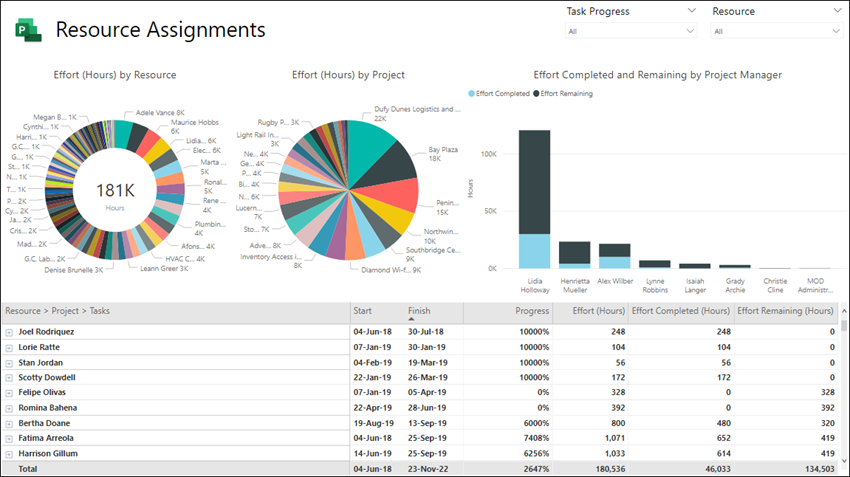 P
Resource Assignments
Task Progress
All
Resource
All
Effort (Hours) by Resource
Megan B... 1K
Cynthi... 1K
Harri... 1K
G.C.... 1K
G... 1K
St... 1K
N... 1K
T... 1K
P... 2K
Cy... 2K
Ja... 2K
Cris... 2K
Mad... 2K
G.C. Lab... 2K
Denise Brunelle 3K
Adele Vance 8K
Maurice Hobbs
6K
Lidia...
6K
Elec... 6K
Marta ...
5K
Ronal...
5K
Rene ...
4K
Plumbin...
4K
Afons... 4K
HVAC C...
4K
Leann Greer 3K
181K
Hours
Effort (Hours) by Project
Rugby P... 3K
Light Rail In...
3K
Ne... 4K
Ge... 4K
P... 4K
Bi... 4K
N... 6K
Lucern...
7K
Sto... 7K
Adve... 8K
Inventory Access i...
8K
Dufy Dunes Logistics and ...
22K
Bay Plaza
18K
Penin...
15K
Northwin...
10K
Southbridge Ce...
9K
Diamond Wi-f... 9K
Effort Completed and Remaining by Project Manager
Effort Completed Effort Remaining
Hours
100K
50K
0K
Lidia
Holloway
Henrietta
Mueller
Alex Wilber
Lynne
Robbins
Isaiah
Langer
Grady
Archie
Christie
Cline
MOD
Administr...
Resource > Project > Tasks Start Finish Progress Effort (Hours) Effort Completed (Hours) Effort Remaining (Hours)
Joel Rodriquez 04-Jun-18 30-Jul-18 10000% 248 248 0
Lorie Ratte 07-Jan-19 30-Jan-19 10000% 104 104 0
Stan Jordan 04-Feb-19 19-Mar-19 10000% 56 56 0
Scotty Dowdell 22-Jan-19 26-Mar-19 10000% 172 172 0
Felipe Olivas 07-Jan-19 05-Apr-19 0% 328 0 328
Romina Bahena 22-Apr-19 28-Jun-19 0% 392 0 392
Bertha Doane 19-Aug-19 13-Sep-19 6000% 800 480 320
Fatima Arreola 04-Jun-18 25-Sep-19 7408% 1,071 652 419
Harrison Gillum 14-Jun-19 25-Sep-19 6256% 1,033 614 419
Total 04-Jun-18 23-Nov-22 2647% 180,536 46,033 134,503